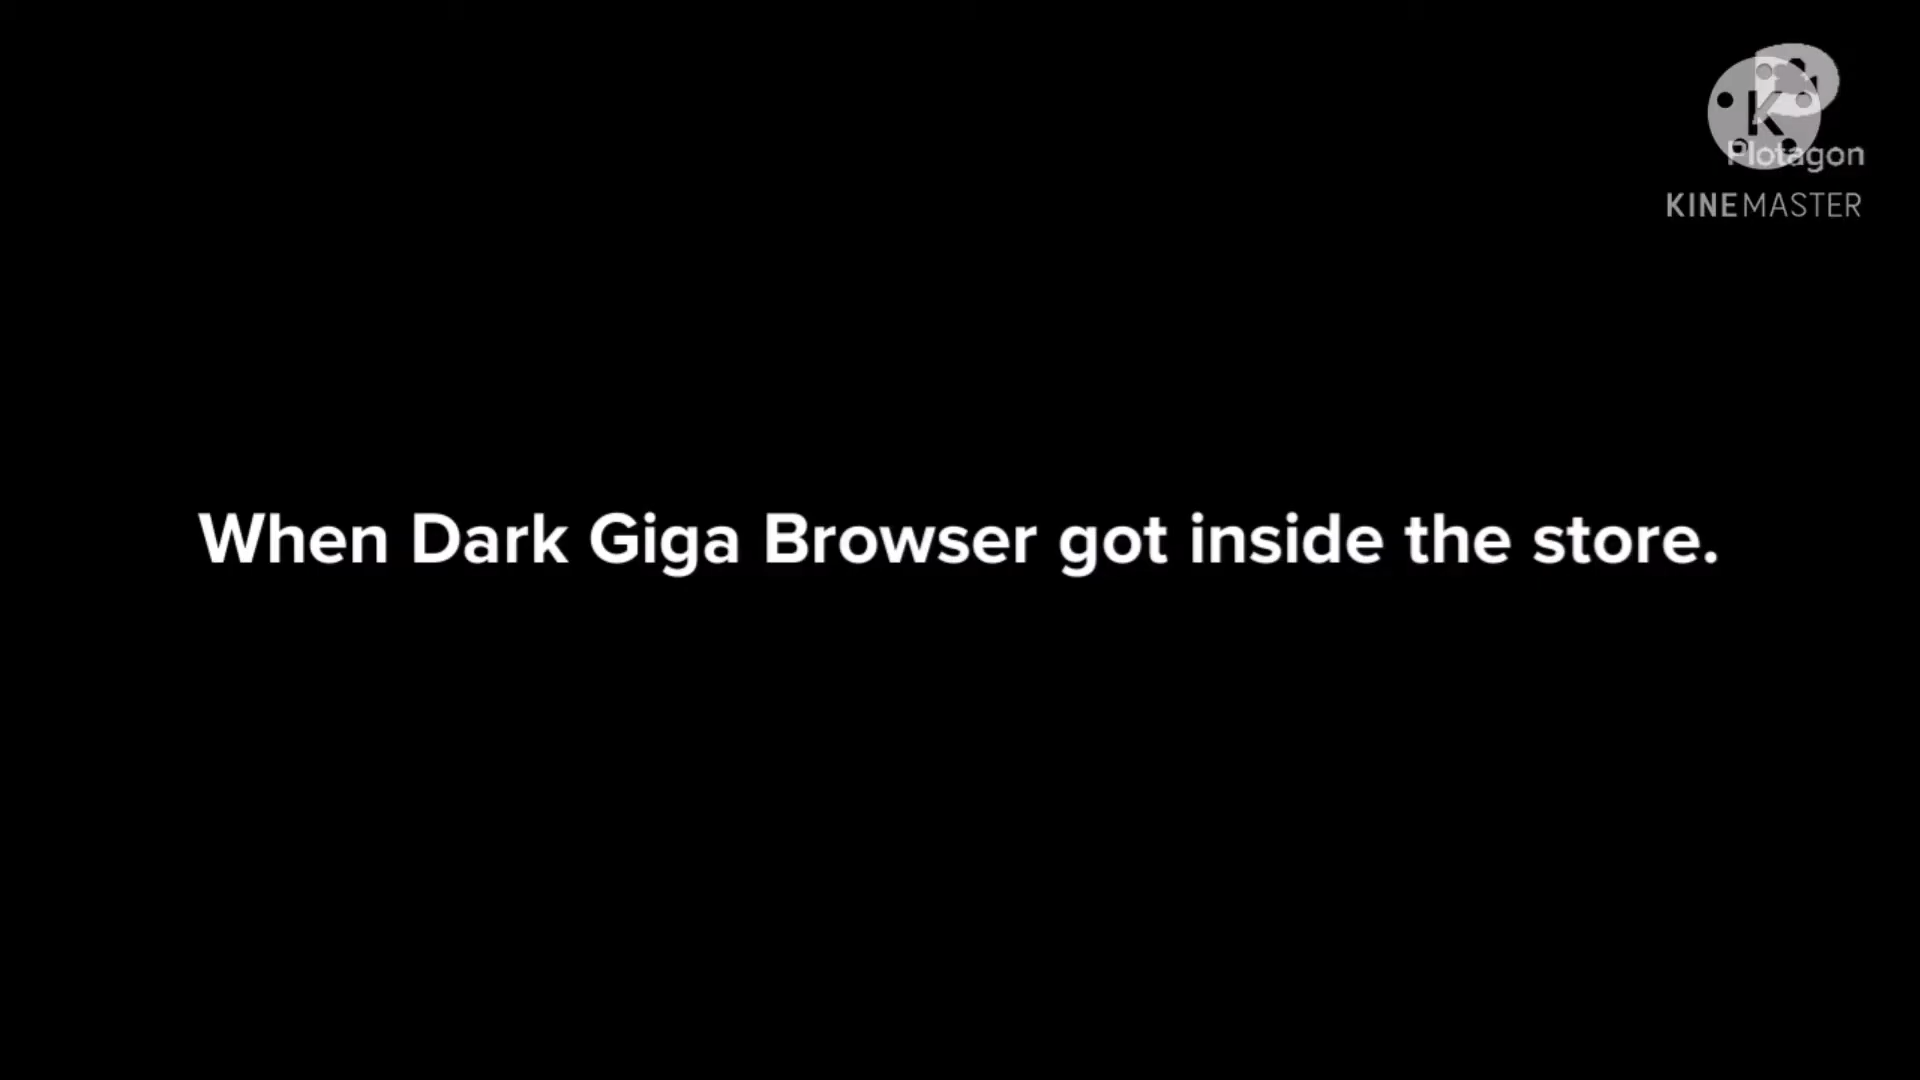 K
Plotagon
KINEMASTER
When Dark Giga Browser got inside the store.